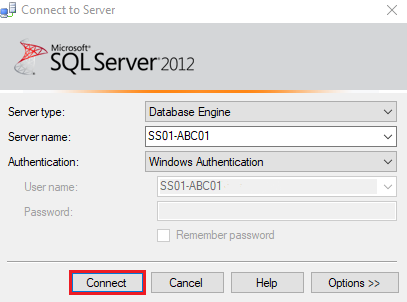 Connect to Server
Microsoft®
SQL Server® 2012
Server type: Database Engine
Server name: SS01-ABC01
Authentication: Windows Authentication
User name: SS01-ABC01
Password:
Remember password
Connect Cancel Help Options >>